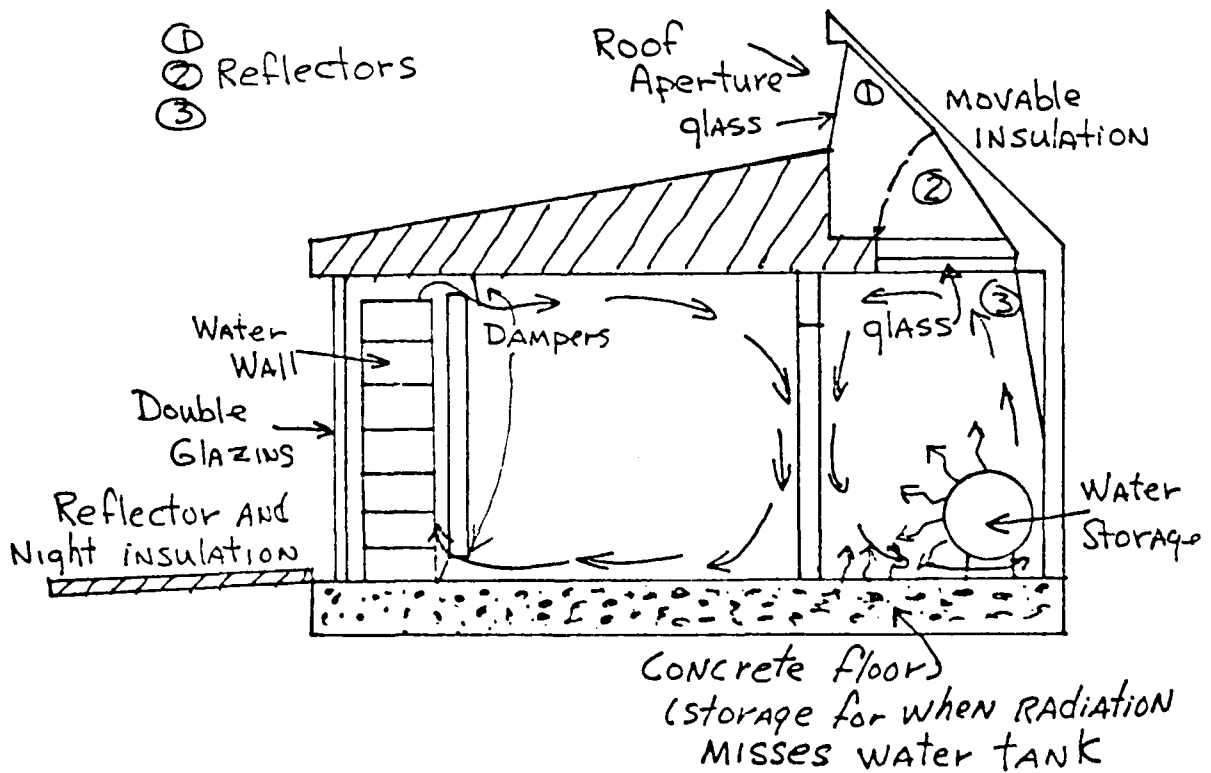 ①
② Reflectors
③
Roof
Aperture
glass
Movable
Insulation
①
②
③
glass
Dampers
Water
Wall
Double
Glazins
Reflector and
Night insulation
Water
Storage
Concrete floor)
(storage for when Radiation
misses water tank